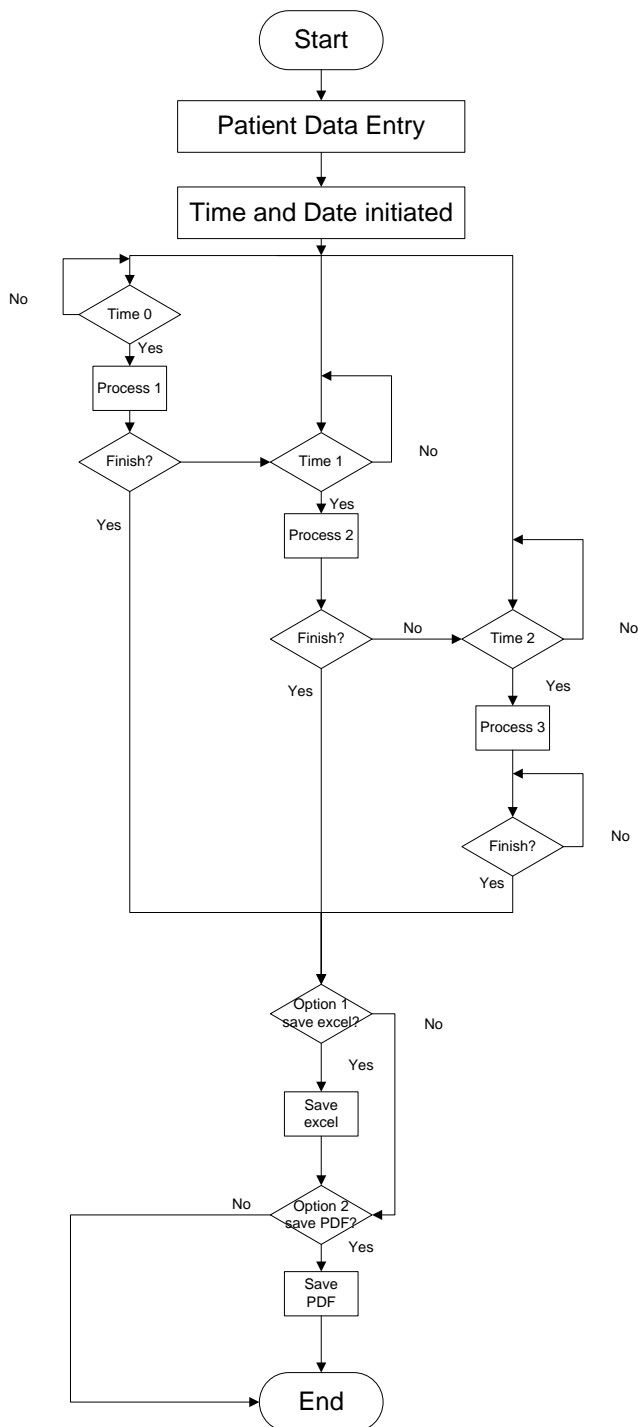 Start
Patient Data Entry
Time and Date initiated
No
Time 0
Yes
Process 1
Finish?
Time 1
No
Yes
Yes
Process 2
Finish?
No
Time 2
No
Yes
Yes
Process 3
Finish?
No
Yes
Option 1
save excel?
No
Yes
Save
excel
No
Option 2
save PDF?
Yes
Save
PDF
End